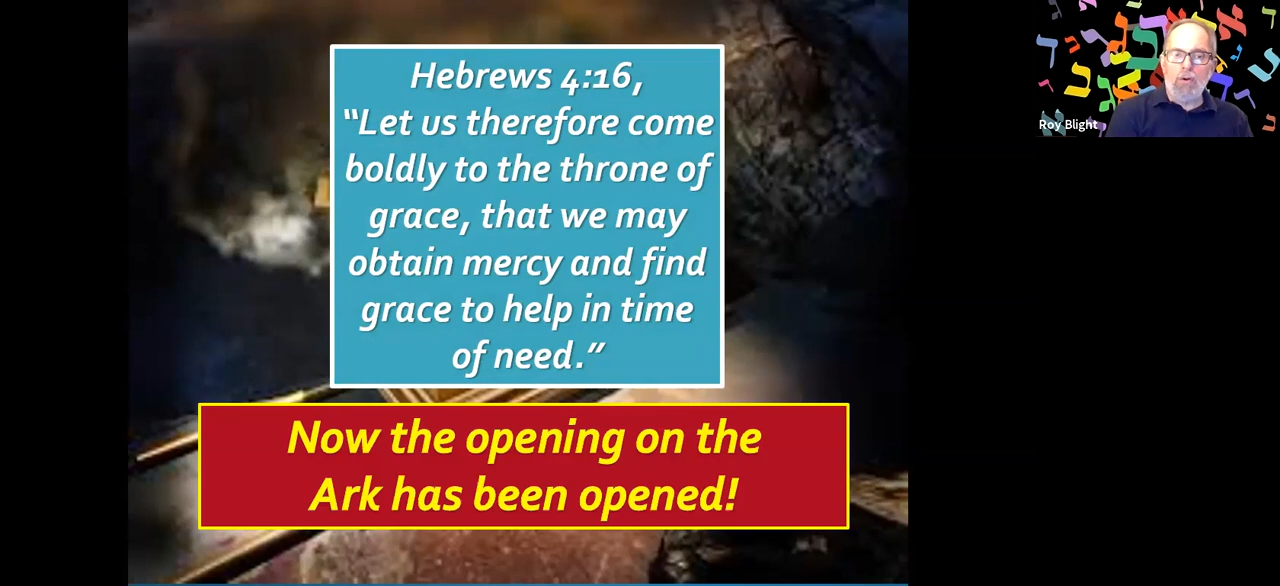 Hebrews 4:16,
“Let us therefore come
boldly to the throne of
grace, that we may
obtain mercy and find
grace to help in time
of need.”
Now the opening on the
Ark has been opened!
Roy Blight